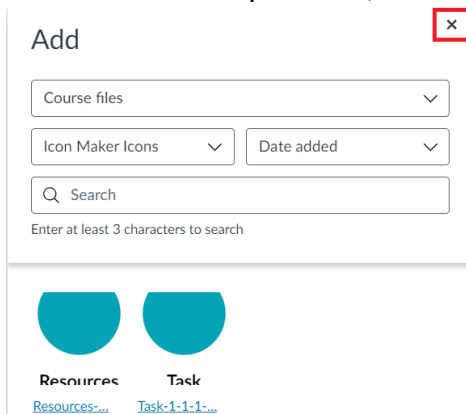 Add
Course files
Icon Maker Icons Date added
Search
Enter at least 3 characters to search
Resources Task
Resources-... Task-1-1-1-...